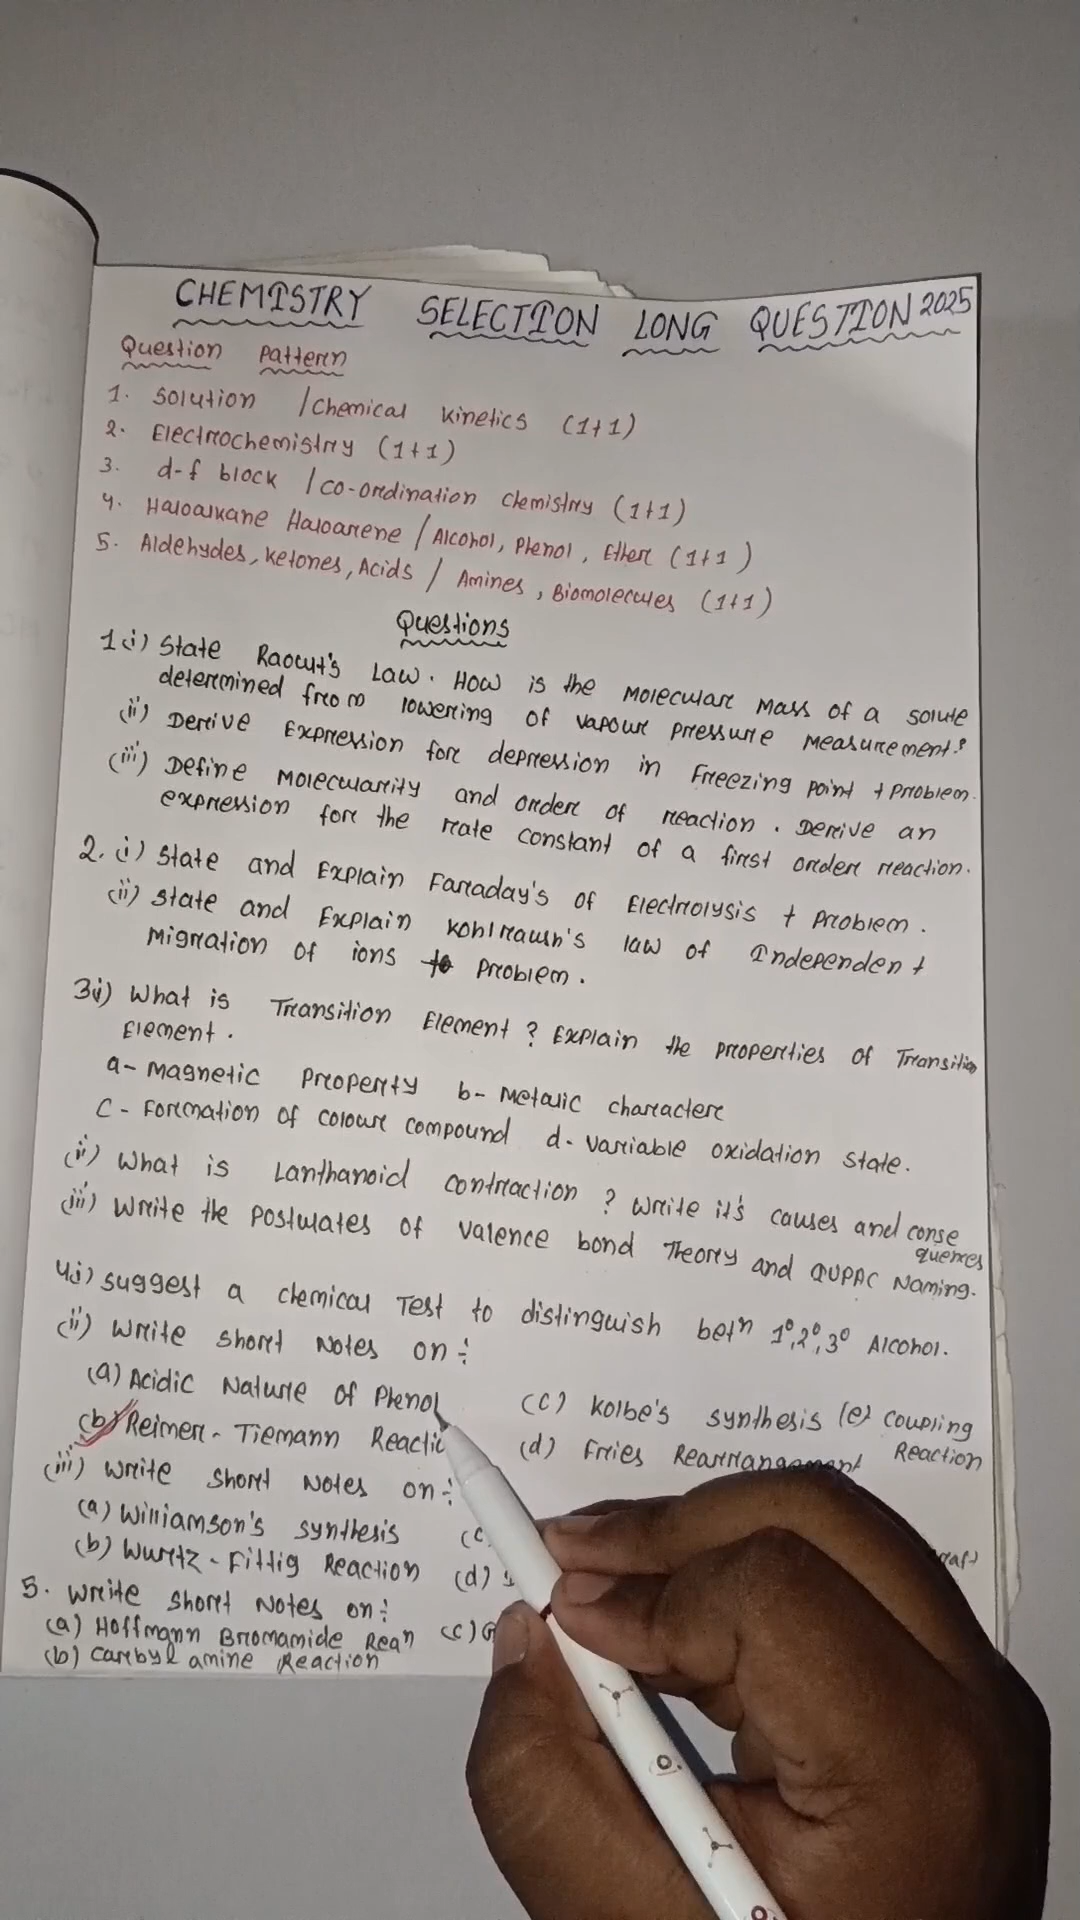 CHEMISTRY SELECTION LONG QUESTION 2025
Question Pattern
1. Solution / Chemical kinetics (1+1)
2. Electrochemistry (1+1)
3. d-f block / co-ordination chemistry (1+1)
4. Haloalkane Haloarene / Alcohol, Phenol, Ether (1+1)
5. Aldehydes, Ketones, Acids / Amines, Biomolecules (1+1)
Questions
1 (i) State Raoult's Law. How is the Molecular Mass of a solute
determined from lowering of vapour pressure Measurement?
(ii) Derive Expression for depression in Freezing point + Problem.
(iii) Define Molecularity and order of reaction. Derive an
expression for the rate constant of a first order reaction.
2. (i) State and Explain Faraday's of Electrolysis + Problem.
(ii) State and Explain Kohlraush's law of Independent
Migration of ions + Problem.
3(i) What is Transition Element? Explain the properties of Transition
Element.
a- Magnetic Property b- Metalic character
c- Formation of colour compound d- variable oxidation state.
(ii) What is Lanthanoid contraction? Write it's causes and conse
quences
(iii) Write the Postulates of valence bond Theory and IUPAC Naming.
4(i) Suggest a chemical Test to distinguish betn 1°, 2°, 3° Alcohol.
(ii) Write Short Notes on :-
(a) Acidic Nature of Phenol (c) Kolbe's synthesis (e) Coupling
Reaction
(b) Reimer - Tiemann (d) Fries
(iii) Write Short Notes on :-
(a) Williamson's synthesis (c
(b) Wurtz - Fittig Reaction (d)
5. Write Short Notes on :-
(a) Hoffmann Bromamide Rean (c) G
(b) Carbyl amine Reaction